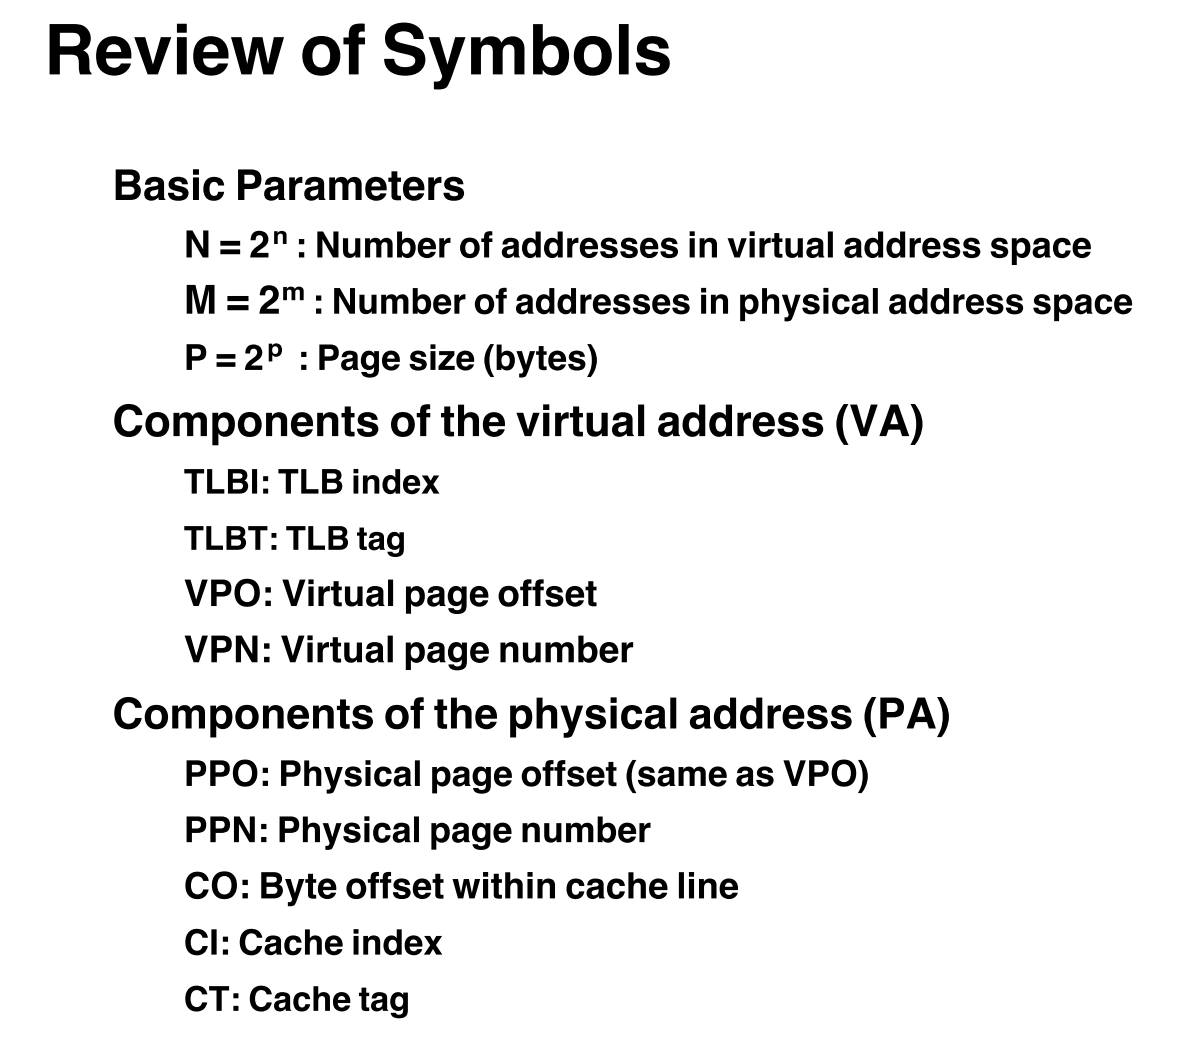 Review of Symbols
Basic Parameters
N = 2ⁿ : Number of addresses in virtual address space
M = 2ᵐ : Number of addresses in physical address space
P = 2ᵖ : Page size (bytes)
Components of the virtual address (VA)
TLBI: TLB index
TLBT: TLB tag
VPO: Virtual page offset
VPN: Virtual page number
Components of the physical address (PA)
PPO: Physical page offset (same as VPO)
PPN: Physical page number
CO: Byte offset within cache line
CI: Cache index
CT: Cache tag